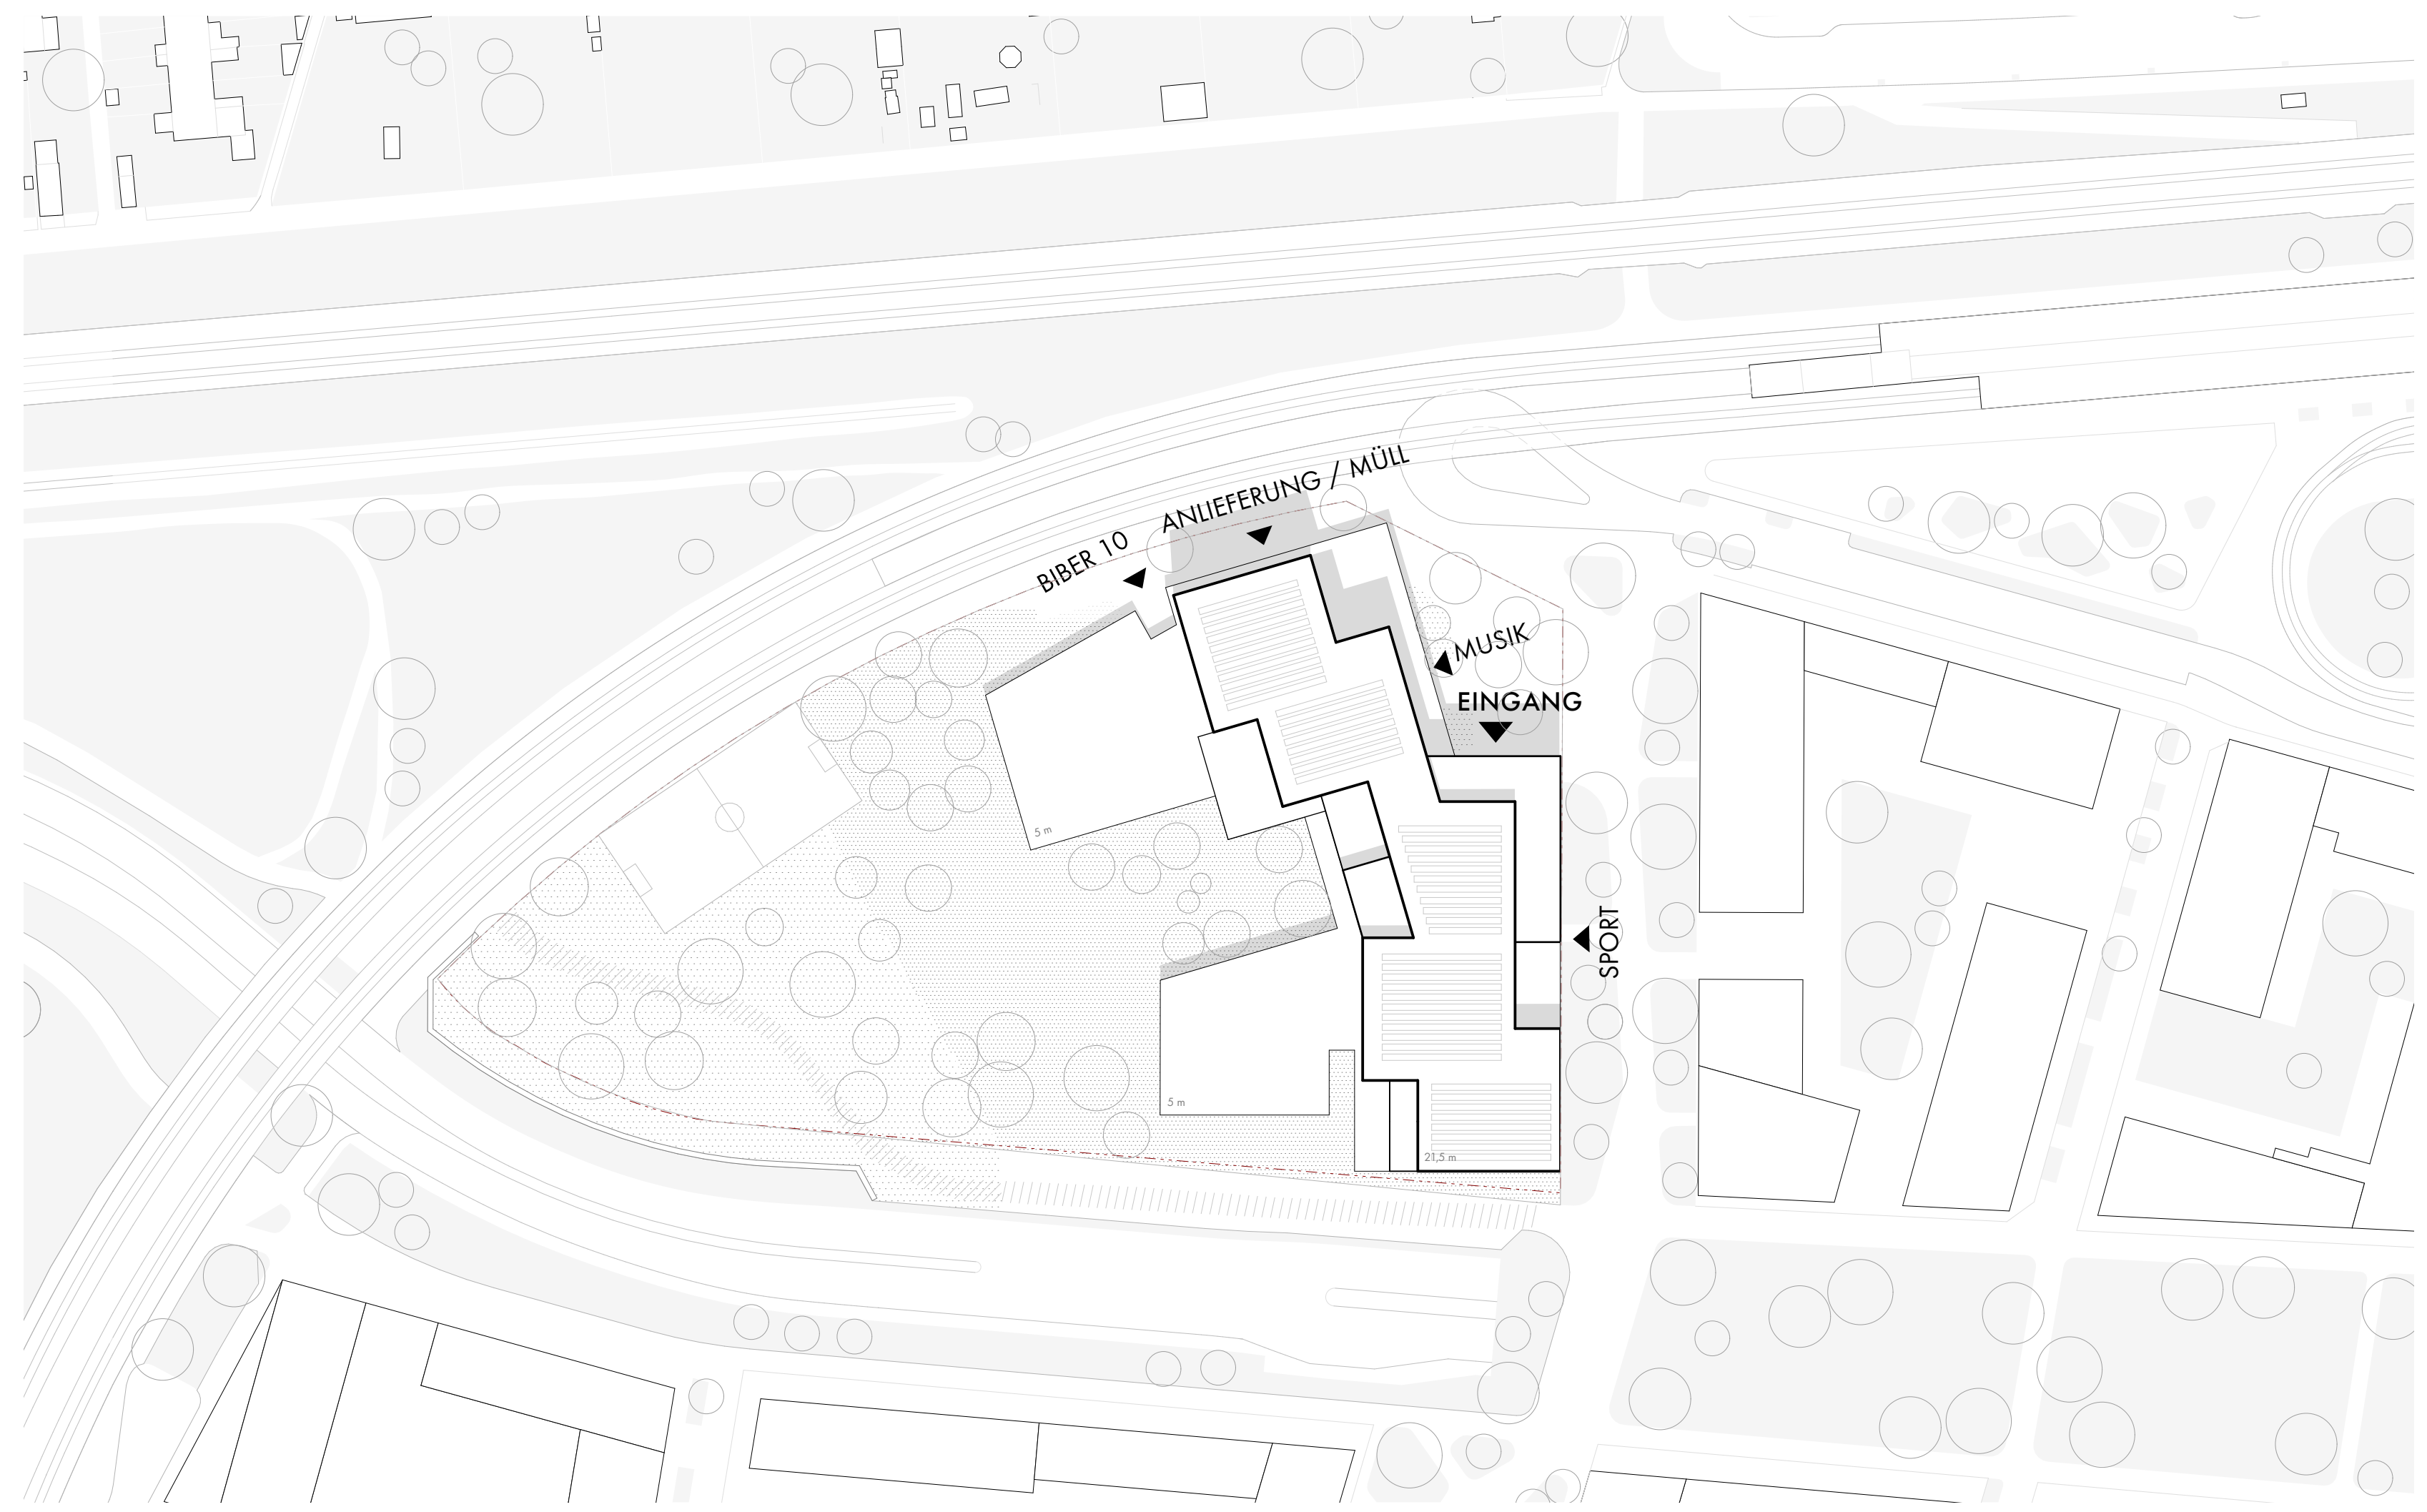 ANLIEFERUNG / MÜLL
BIBER 10
MUSIK
EINGANG
5 m
SPORT
5 m
21,5 m